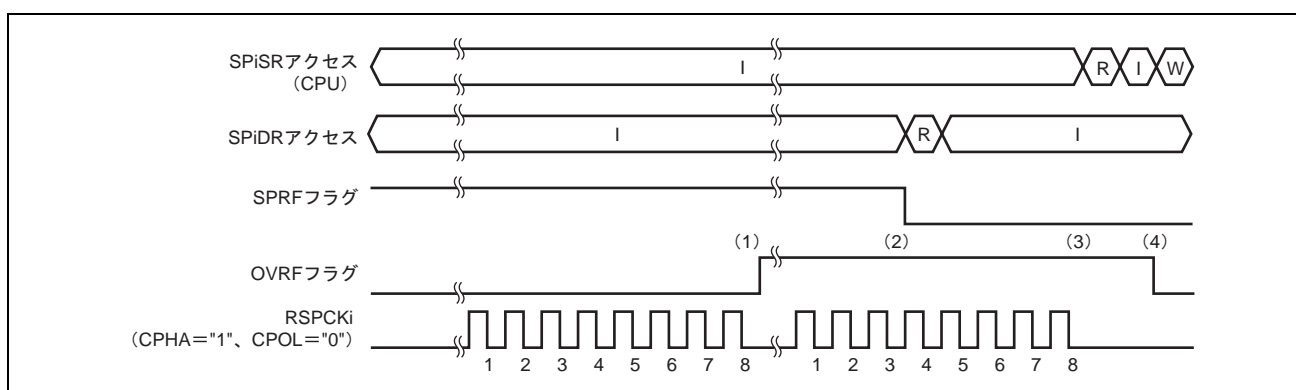 SPiSRアクセス
（CPU）
I
R
I
W
SPiDRアクセス
I
R
I
SPRFフラグ
（1）
（2）
（3）
（4）
OVRFフラグ
RSPCKi
（CPHA＝"1"、CPOL＝"0"）
1 2 3 4 5 6 7 8
1 2 3 4 5 6 7 8